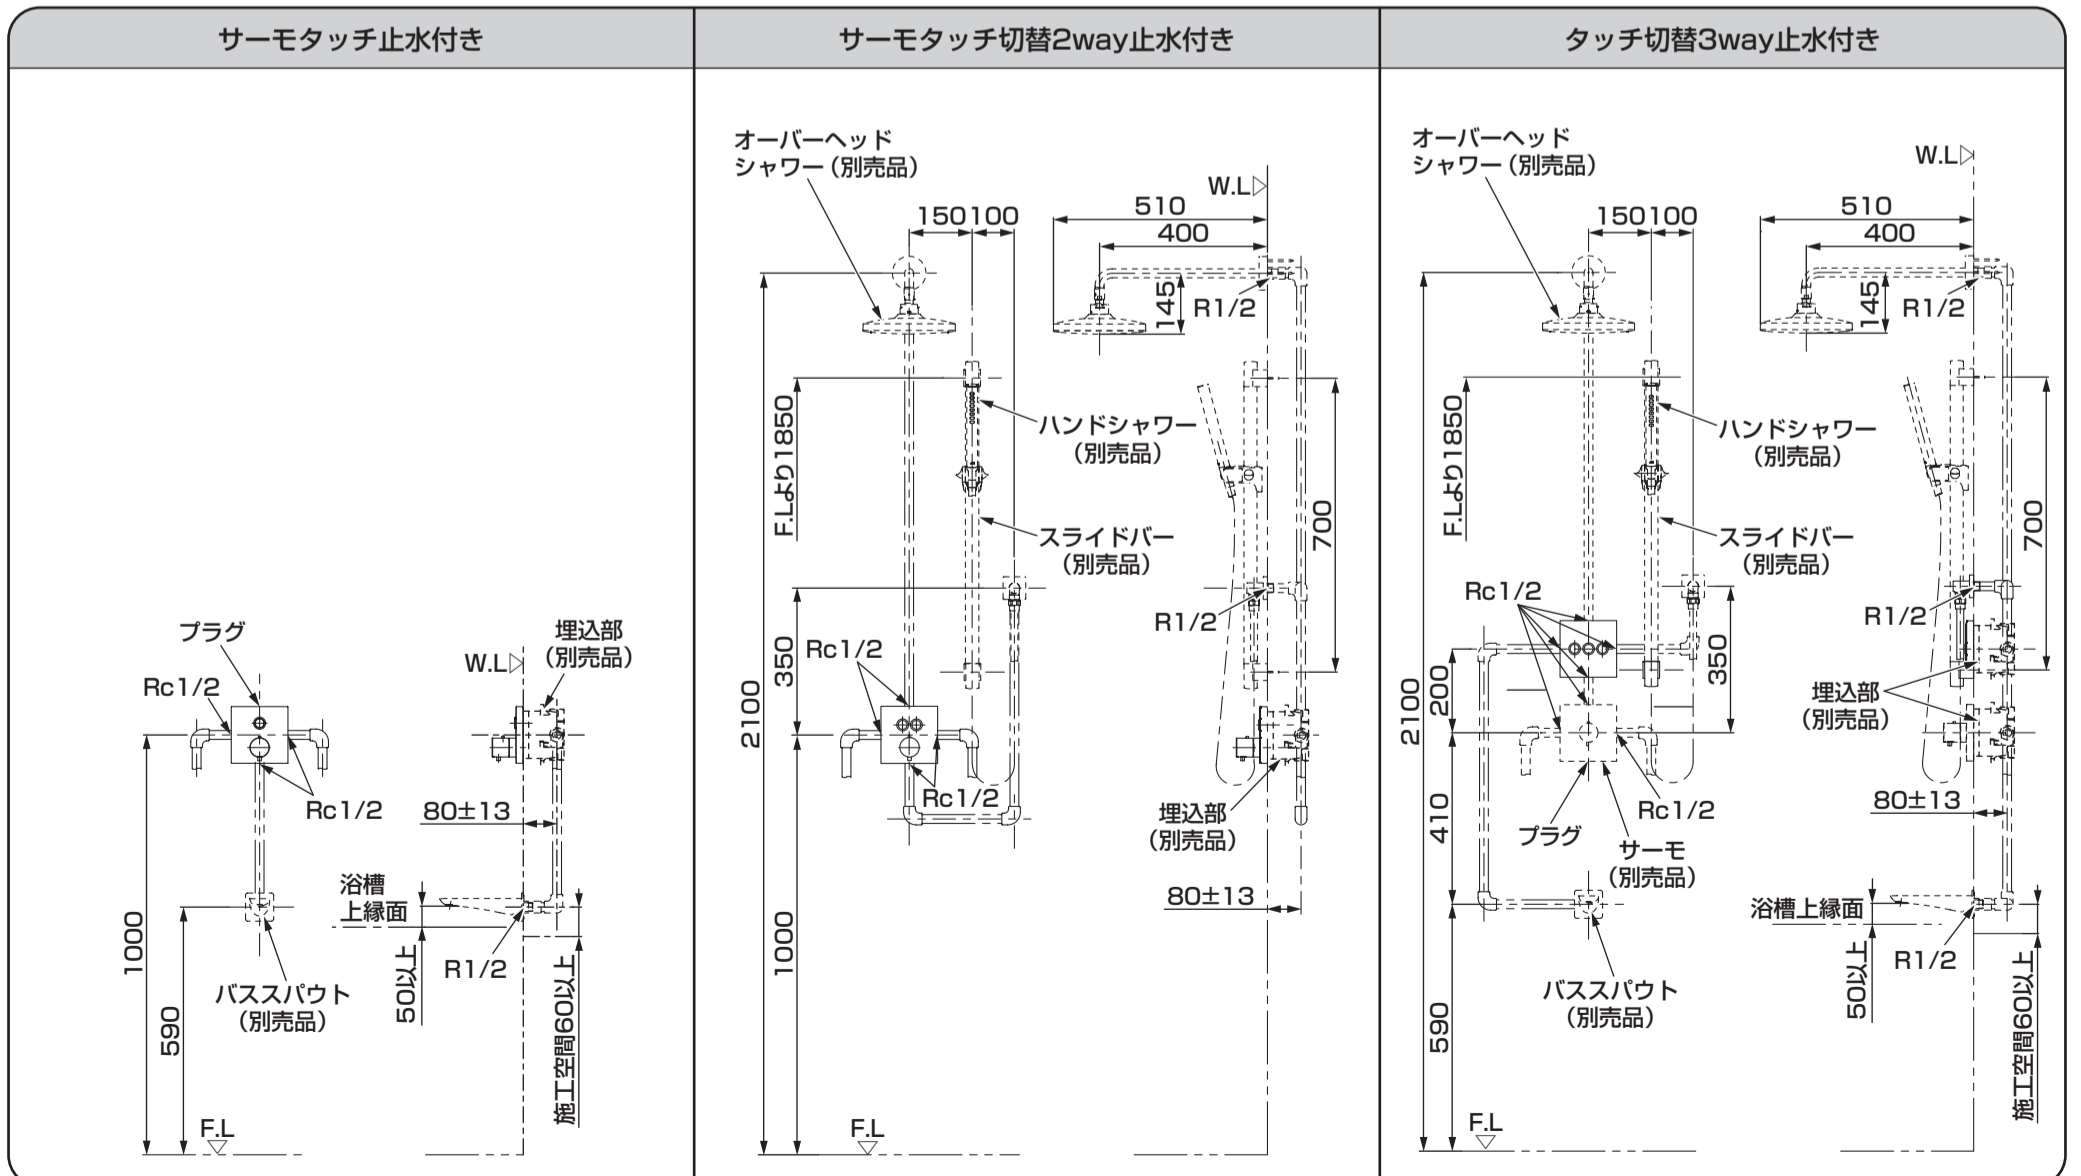 サーモタッチ止水付き
プラグ
Rc1/2
Rc1/2
W.L
埋込部
(別売品)
80±13
浴槽
上縁面
50以上
R1/2
施工空間60以上
バススパウト
(別売品)
1000
590
F.L
サーモタッチ切替2way止水付き
オーバーヘッド
シャワー(別売品)
150
100
W.L
510
400
145
R1/2
F.Lより1850
ハンドシャワー
(別売品)
スライドバー
(別売品)
700
R1/2
350
Rc1/2
2100
Rc1/2
埋込部
(別売品)
80±13
1000
F.L
タッチ切替3way止水付き
オーバーヘッド
シャワー(別売品)
150
100
W.L
510
400
145
R1/2
F.Lより1850
ハンドシャワー
(別売品)
スライドバー
(別売品)
700
Rc1/2
R1/2
350
200
2100
埋込部
(別売品)
410
プラグ
Rc1/2
サーモ
(別売品)
80±13
浴槽上縁面
50以上
R1/2
施工空間60以上
バススパウト
(別売品)
590
F.L